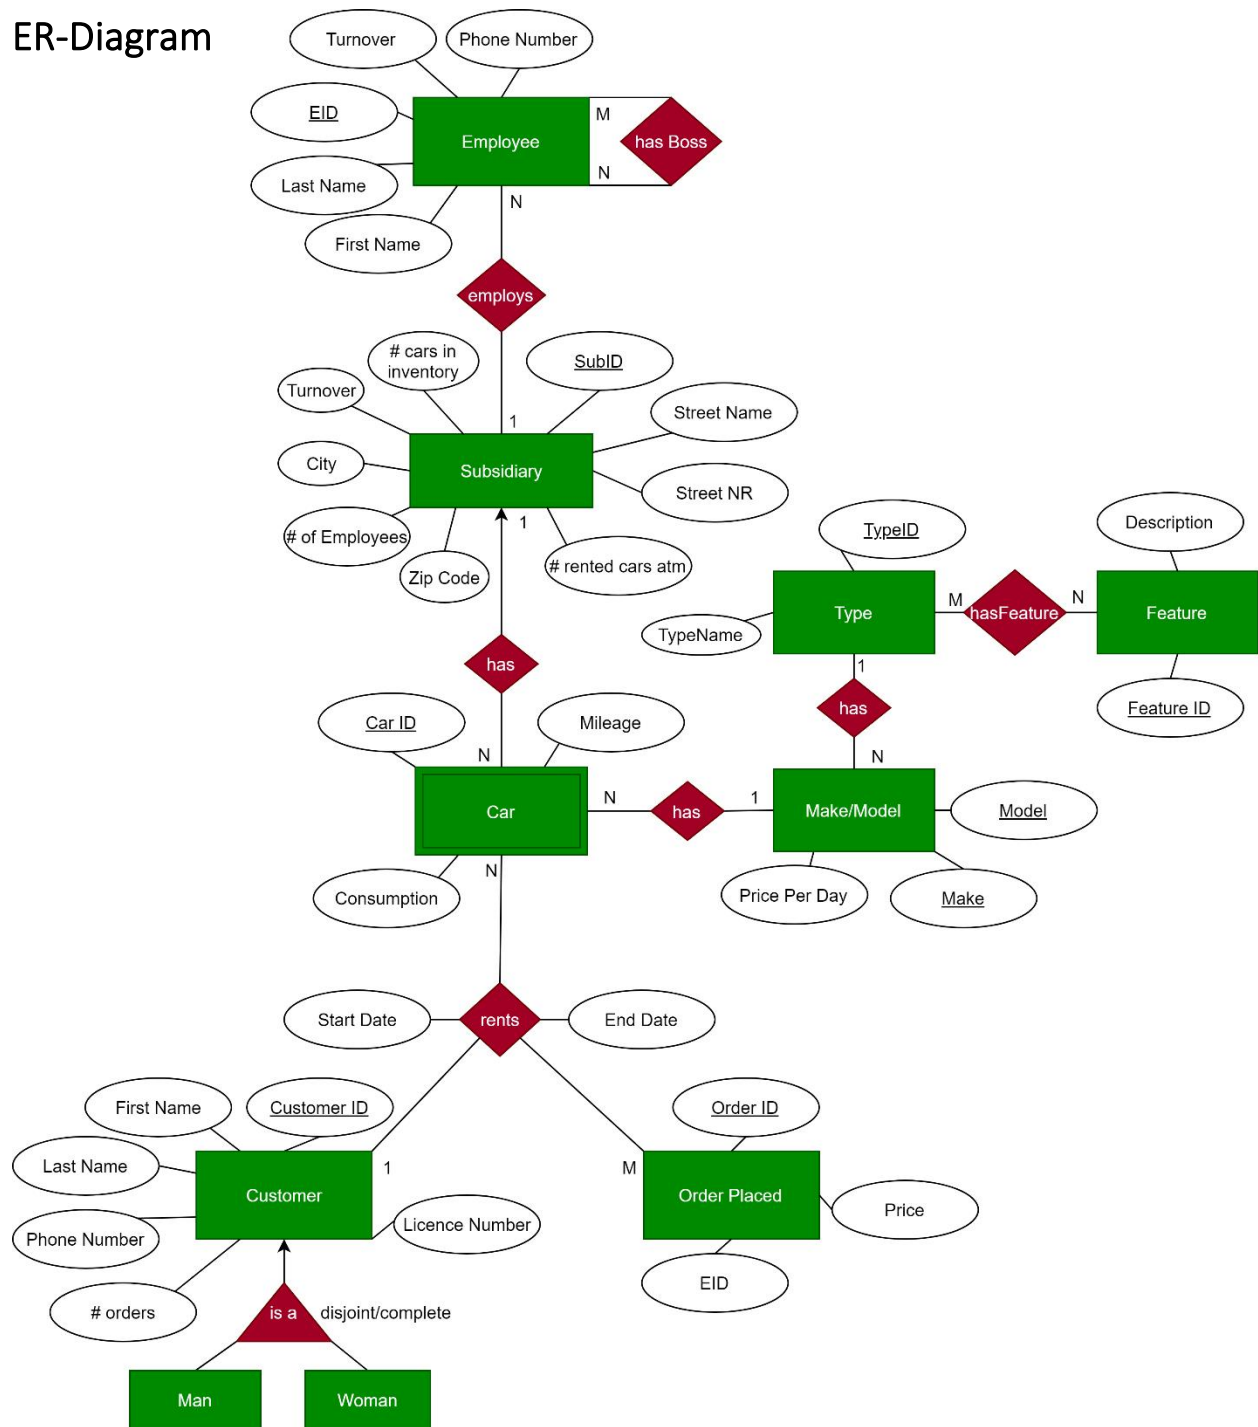 ER-Diagram
Turnover
Phone Number
EID
M
Employee
has Boss
N
Last Name
N
First Name
employs
# cars in
inventory
SubID
Turnover
Street Name
1
City
Subsidiary
Street NR
# of Employees
1
Zip Code
# rented cars atm
TypeID
Description
Type
M
hasFeature
N
Feature
TypeName
has
1
has
Feature ID
Car ID
Mileage
N
N
Car
N
has
1
Make/Model
Model
N
Consumption
Price Per Day
Make
Start Date
rents
End Date
First Name
Customer ID
Order ID
Last Name
1
M
Customer
Order Placed
Price
Phone Number
Licence Number
EID
# orders
is a
disjoint/complete
Man
Woman